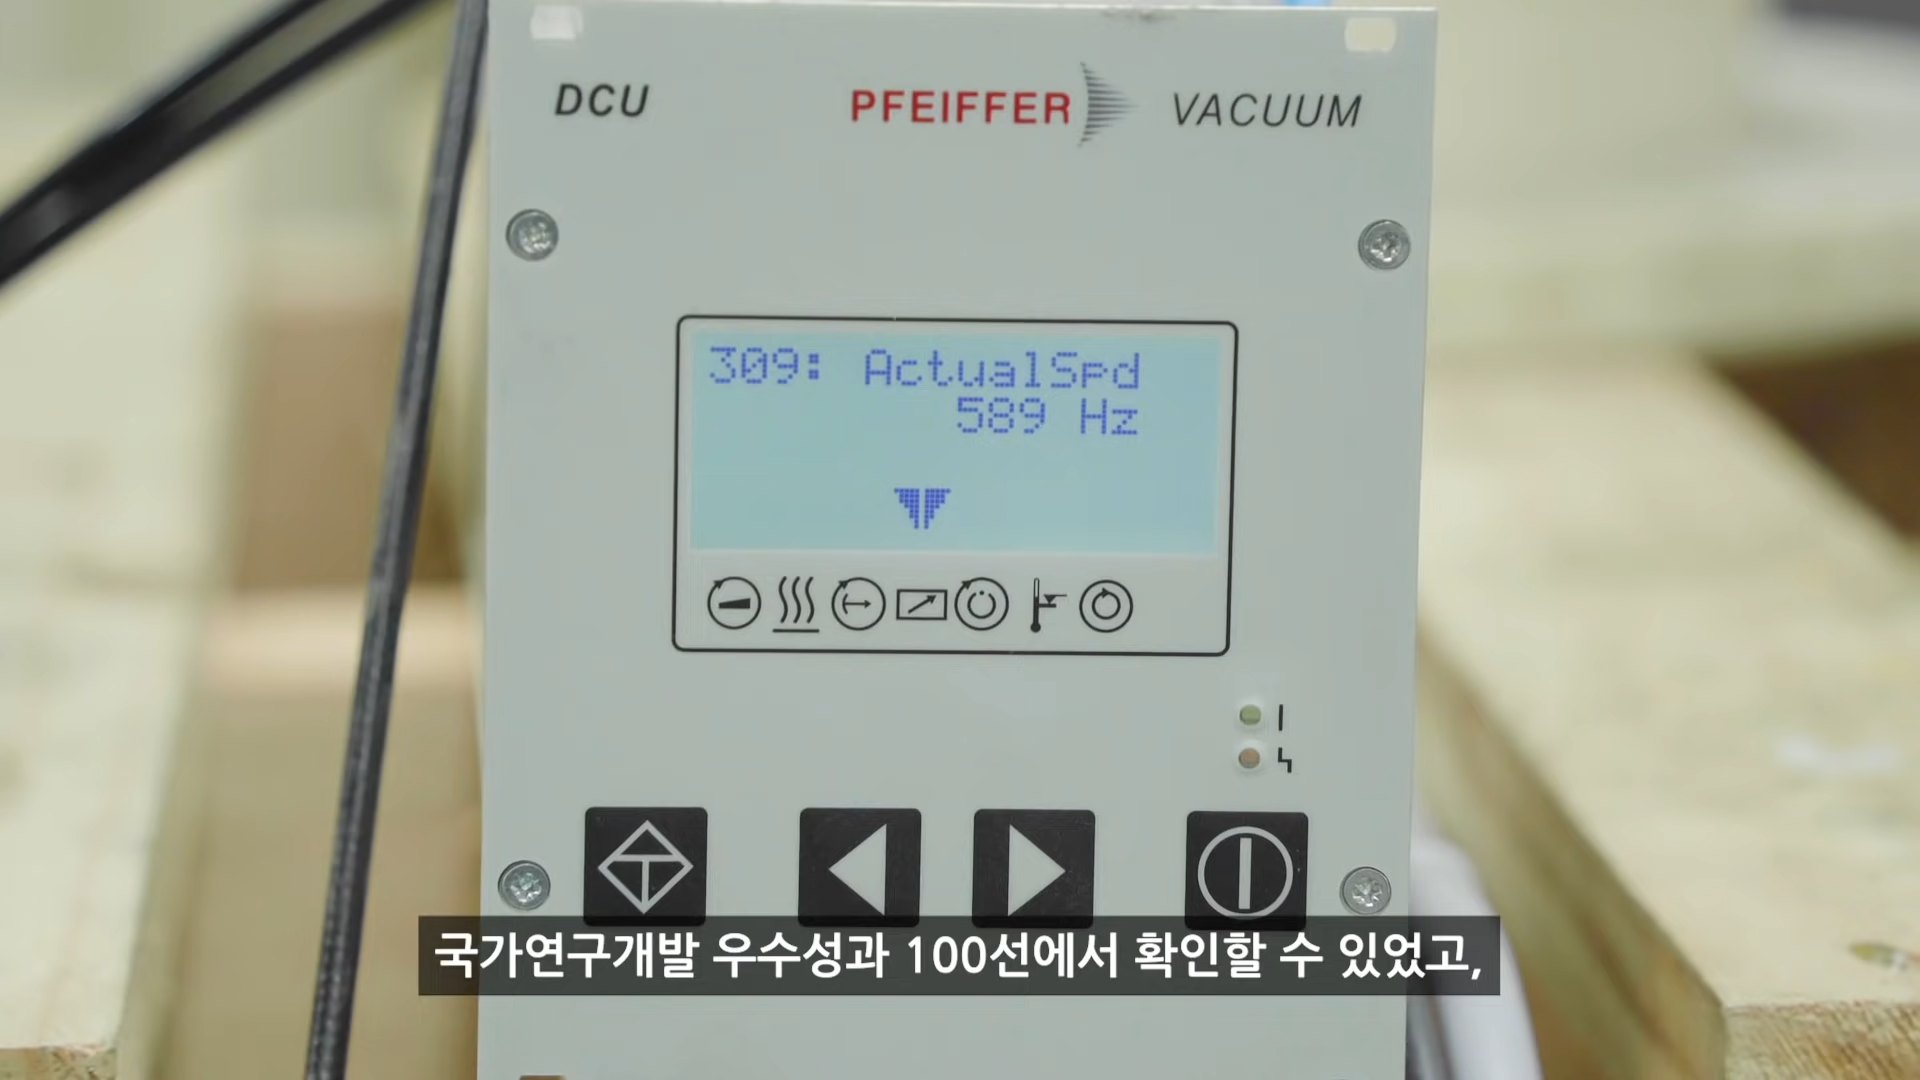 DCU PFEIFFER VACUUM
309: ActualSpd
589 Hz
국가연구개발 우수성과 100선에서 확인할 수 있었고,